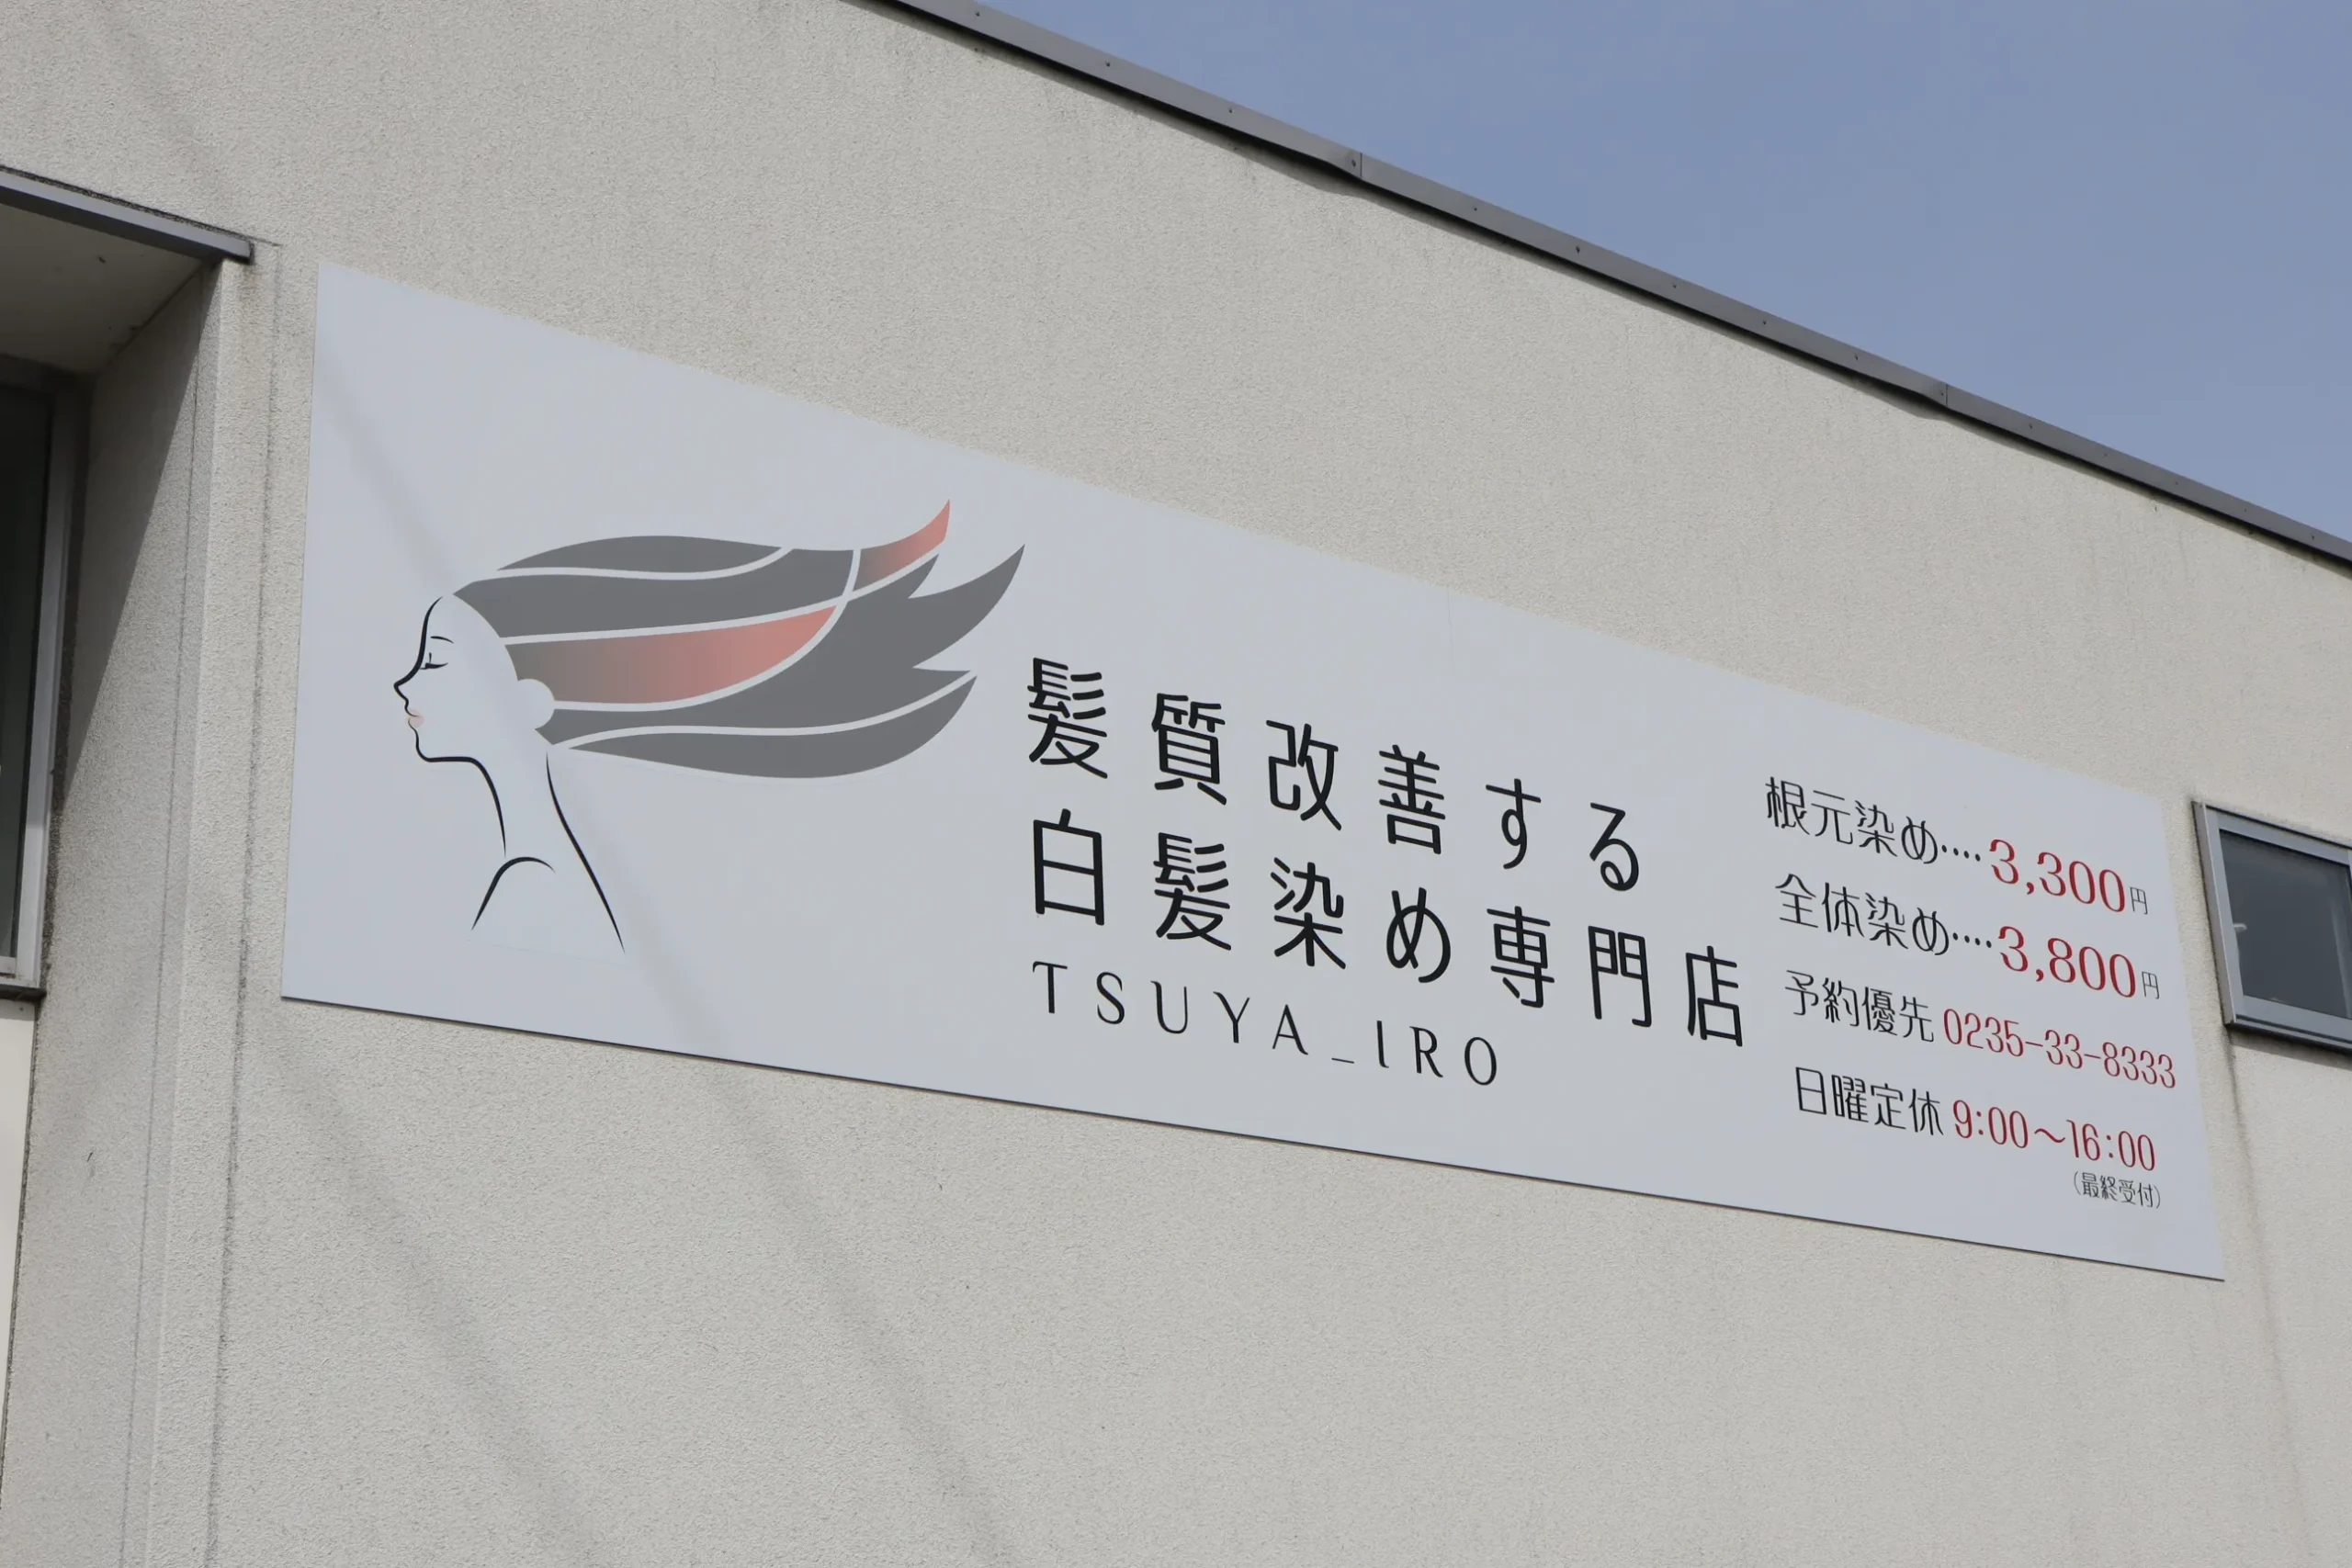 髪質改善する
白髪染め専門店
TSUYA_IRO
根元染め‥‥3,300円
全体染め‥‥3,800円
予約優先 0235-33-8333
日曜定休 9:00〜16:00
(最終受付)